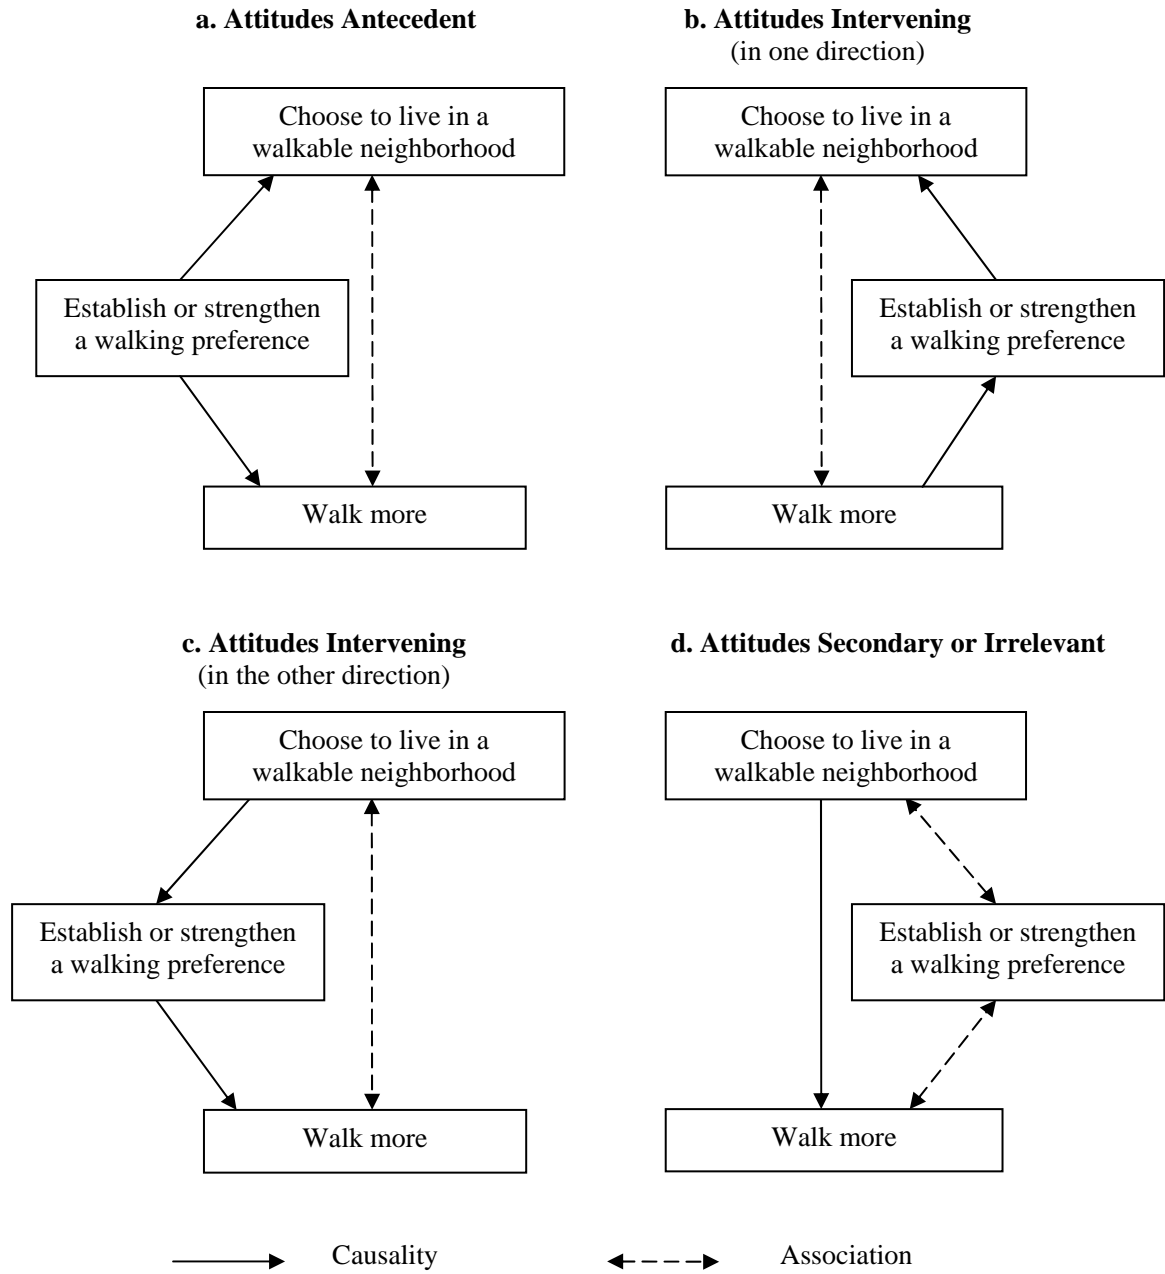 a. Attitudes Antecedent
Choose to live in a
walkable neighborhood
Establish or strengthen
a walking preference
Walk more
b. Attitudes Intervening
(in one direction)
Choose to live in a
walkable neighborhood
Establish or strengthen
a walking preference
Walk more
c. Attitudes Intervening
(in the other direction)
Choose to live in a
walkable neighborhood
Establish or strengthen
a walking preference
Walk more
d. Attitudes Secondary or Irrelevant
Choose to live in a
walkable neighborhood
Establish or strengthen
a walking preference
Walk more
Causality
Association